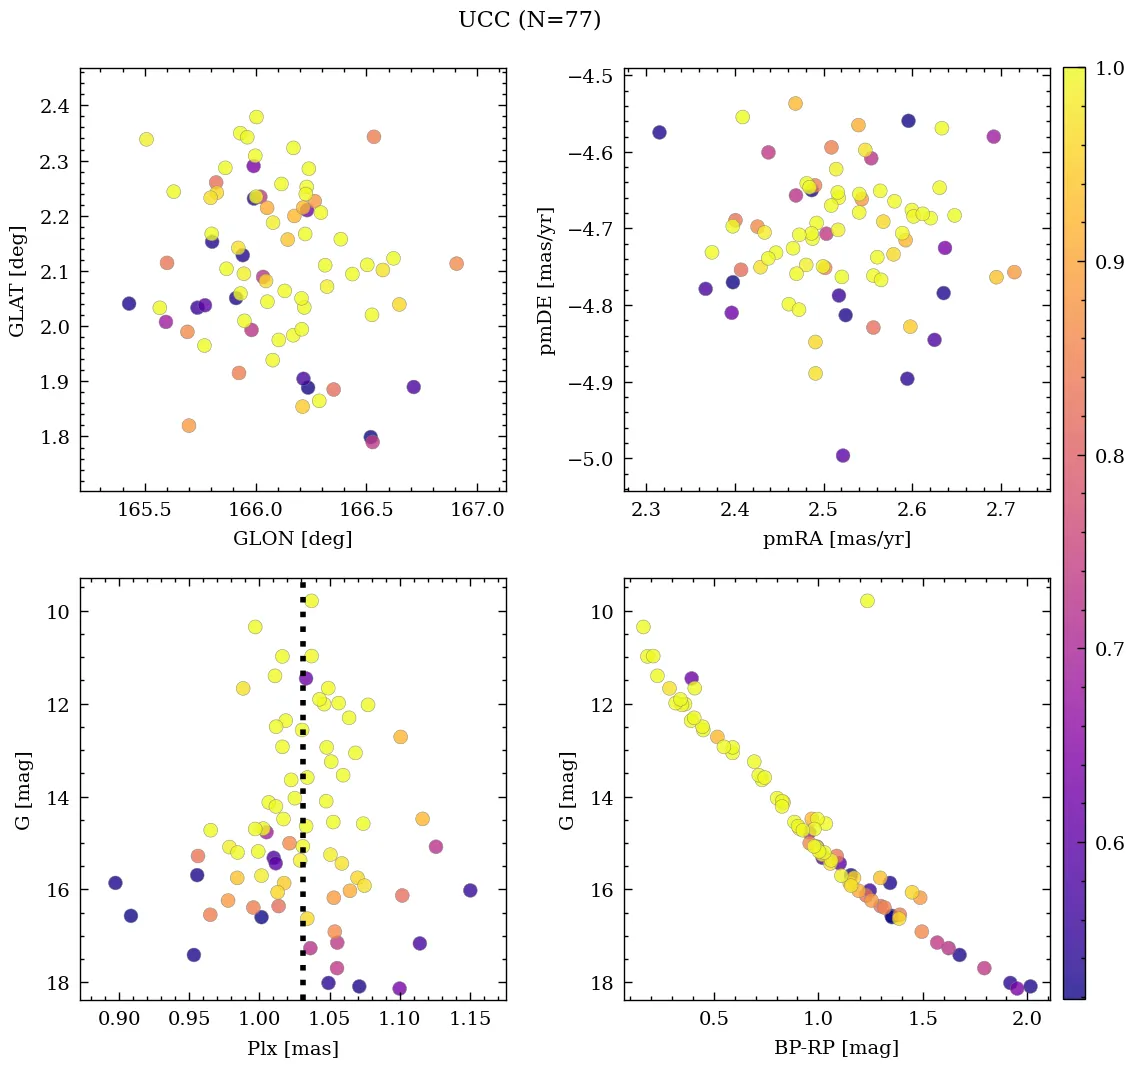 UCC (N=77)
2.4
2.3
2.2
2.1
2.0
1.9
1.8
GLAT [deg]
165.5 166.0 166.5 167.0
GLON [deg]
−4.5
−4.6
−4.7
−4.8
−4.9
−5.0
pmDE [mas/yr]
2.3 2.4 2.5 2.6 2.7
pmRA [mas/yr]
1.0
0.9
0.8
0.7
0.6
10
12
14
16
18
G [mag]
0.90 0.95 1.00 1.05 1.10 1.15
Plx [mas]
10
12
14
16
18
G [mag]
0.5 1.0 1.5 2.0
BP-RP [mag]